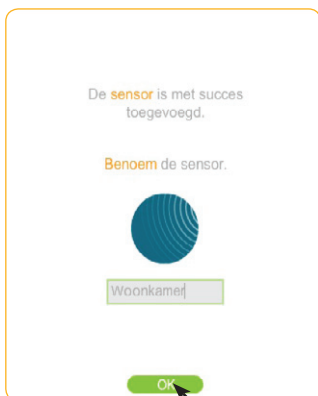 De sensor is met succes
toegevoegd.
Benoem de sensor.
Woonkamer
OK